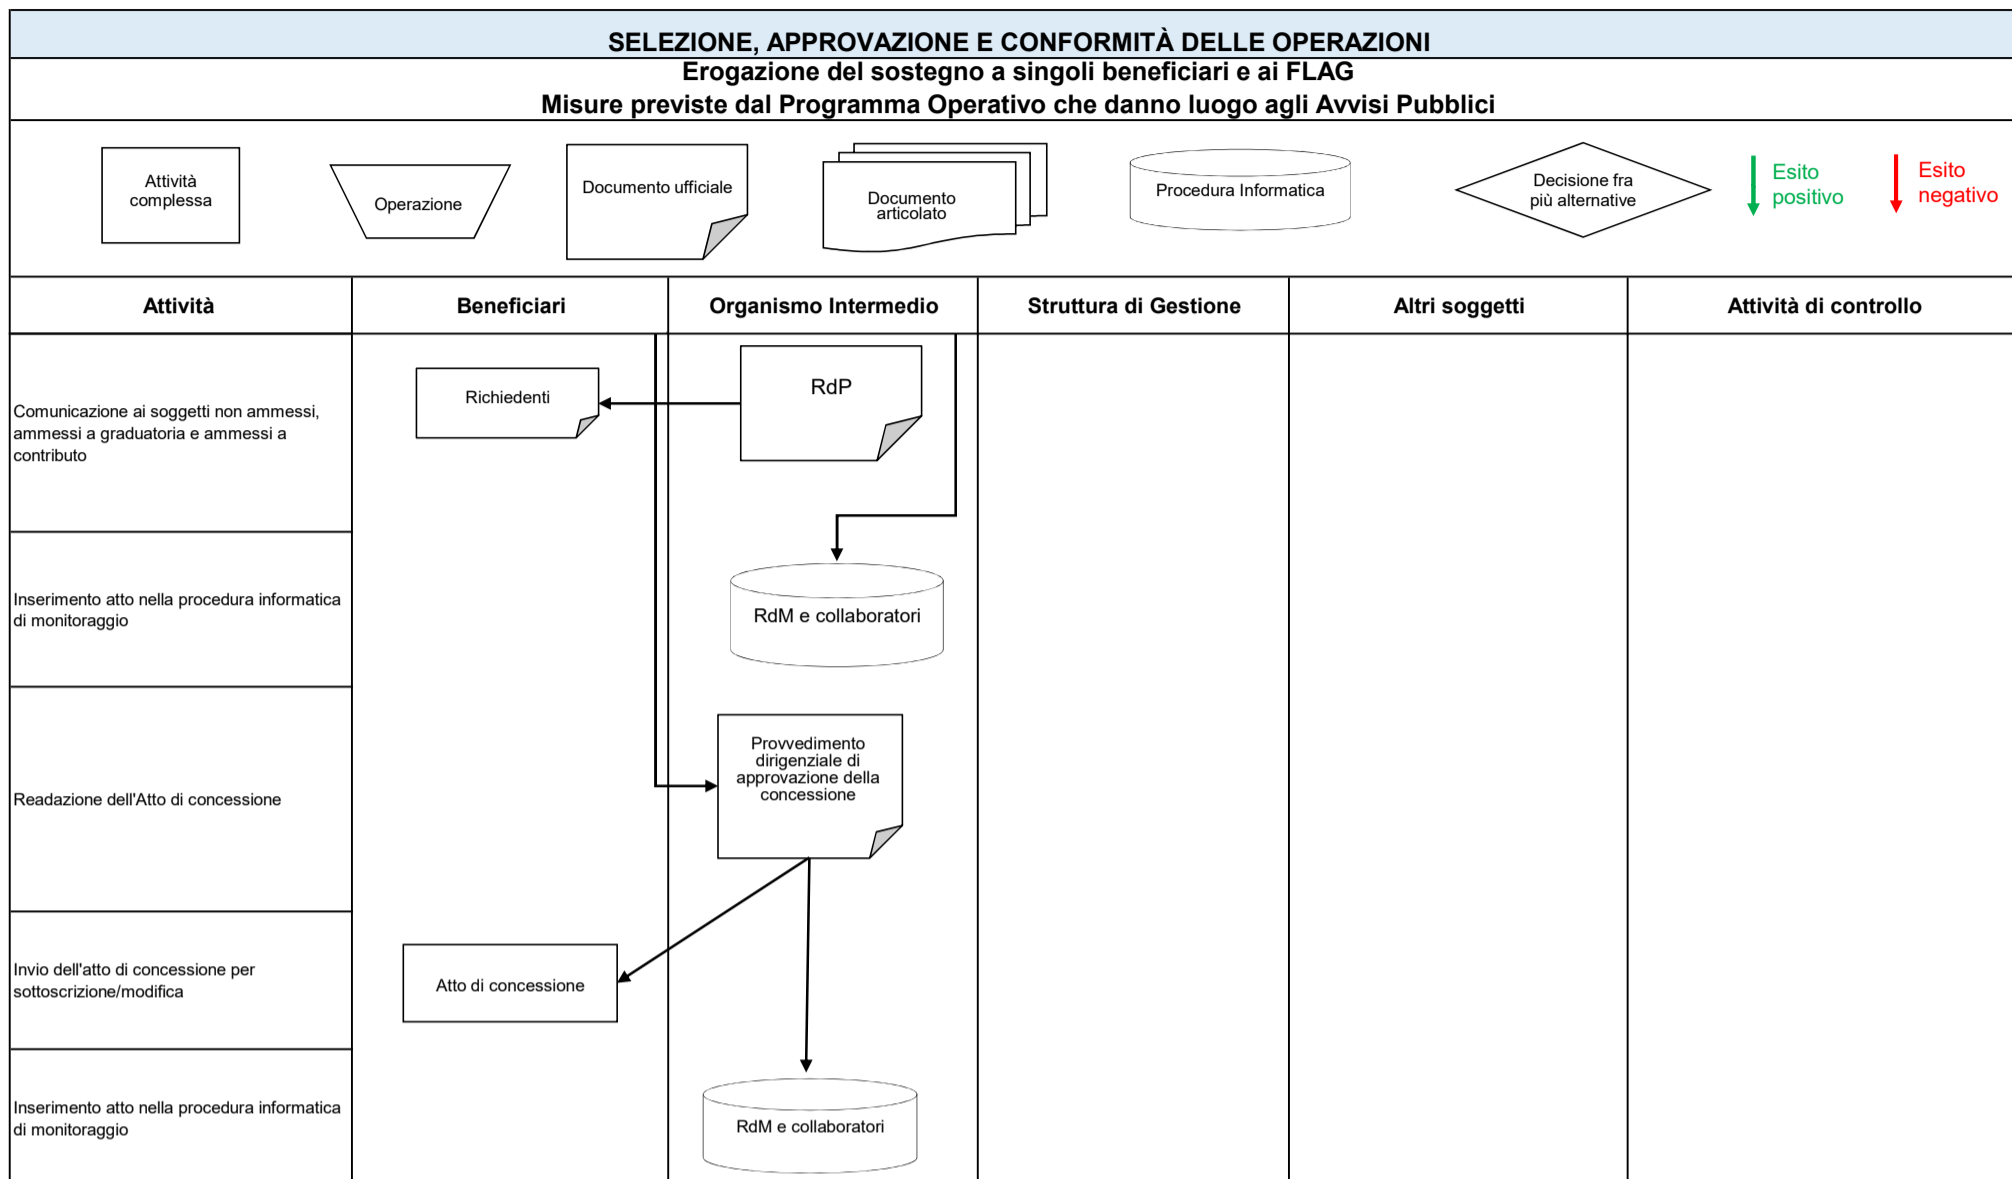 SELEZIONE, APPROVAZIONE E CONFORMITÀ DELLE OPERAZIONI
Erogazione del sostegno a singoli beneficiari e ai FLAG
Misure previste dal Programma Operativo che danno luogo agli Avvisi Pubblici
Attività
complessa
Operazione
Documento ufficiale
Documento
articolato
Procedura Informatica
Decisione fra
più alternative
Esito
positivo
Esito
negativo
Attività
Beneficiari
Organismo Intermedio
Struttura di Gestione
Altri soggetti
Attività di controllo
Comunicazione ai soggetti non ammessi,
ammessi a graduatoria e ammessi a
contributo
Richiedenti
RdP
Inserimento atto nella procedura informatica
di monitoraggio
RdM e collaboratori
Readazione dell'Atto di concessione
Provvedimento
dirigenziale di
approvazione della
concessione
Invio dell'atto di concessione per
sottoscrizione/modifica
Atto di concessione
Inserimento atto nella procedura informatica
di monitoraggio
RdM e collaboratori